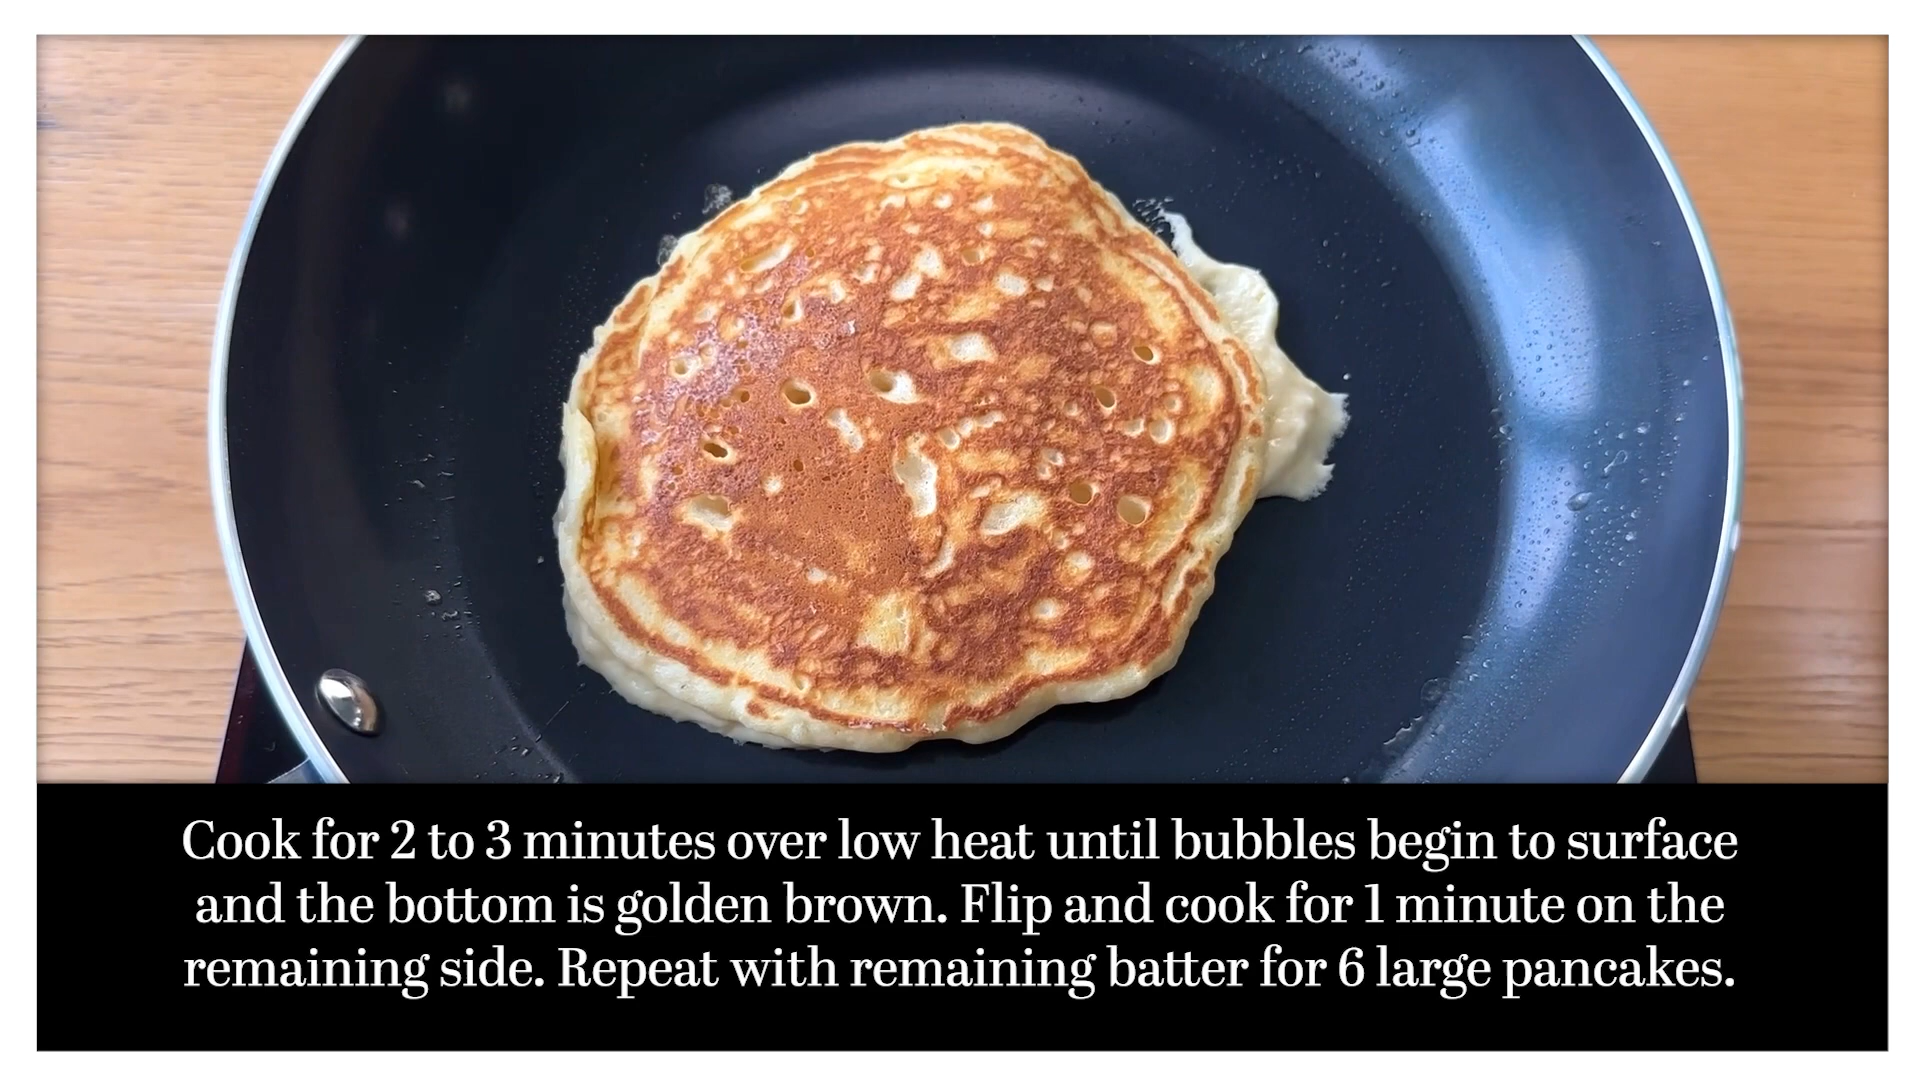 Cook for 2 to 3 minutes over low heat until bubbles begin to surface
and the bottom is golden brown. Flip and cook for 1 minute on the
remaining side. Repeat with remaining batter for 6 large pancakes.